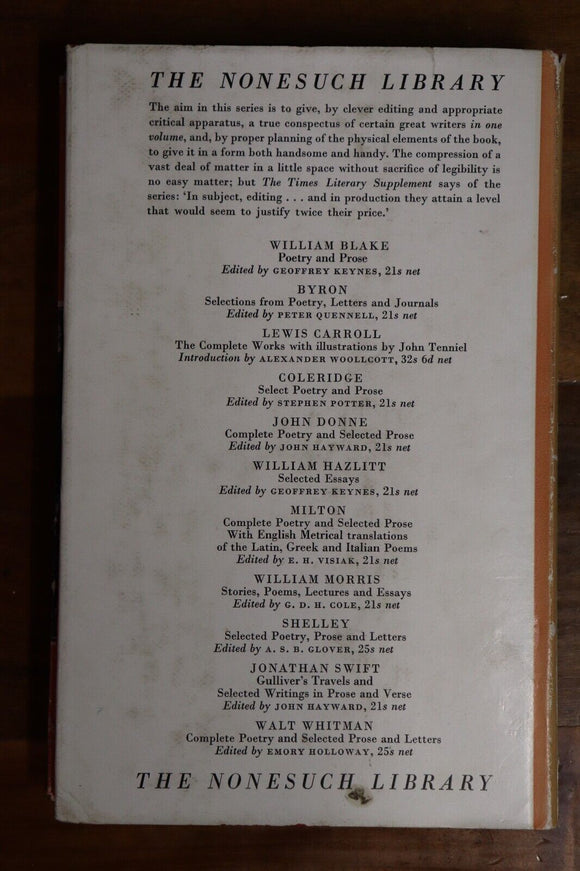 THE NONESUCH LIBRARY
The aim in this series is to give, by clever editing and appropriate
critical apparatus, a true conspectus of certain great writers in one
volume, and, by proper planning of the physical elements of the book,
to give it in a form both handsome and handy. The compression of a
vast deal of matter in a little space without sacrifice of legibility is
no easy matter; but The Times Literary Supplement says of the
series: 'In subject, editing . . . and in production they attain a level
that would seem to justify twice their price.'
WILLIAM BLAKE
Poetry and Prose
Edited by GEOFFREY KEYNES, 21s net
BYRON
Selections from Poetry, Letters and Journals
Edited by PETER QUENNELL, 21s net
LEWIS CARROLL
The Complete Works with illustrations by John Tenniel
Introduction by ALEXANDER WOOLLCOTT, 32s 6d net
COLERIDGE
Select Poetry and Prose
Edited by STEPHEN POTTER, 21s net
JOHN DONNE
Complete Poetry and Selected Prose
Edited by JOHN HAYWARD, 21s net
WILLIAM HAZLITT
Selected Essays
Edited by GEOFFREY KEYNES, 21s net
MILTON
Complete Poetry and Selected Prose
With English Metrical translations
of the Latin, Greek and Italian Poems
Edited by E. H. VISIAK, 21s net
WILLIAM MORRIS
Stories, Poems, Lectures and Essays
Edited by G. D. H. COLE, 21s net
SHELLEY
Selected Poetry, Prose and Letters
Edited by A. S. B. GLOVER, 25s net
JONATHAN SWIFT
Gulliver's Travels and
Selected Writings in Prose and Verse
Edited by JOHN HAYWARD, 21s net
WALT WHITMAN
Complete Poetry and Selected Prose and Letters
Edited by EMORY HOLLOWAY, 25s net
THE NONESUCH LIBRARY